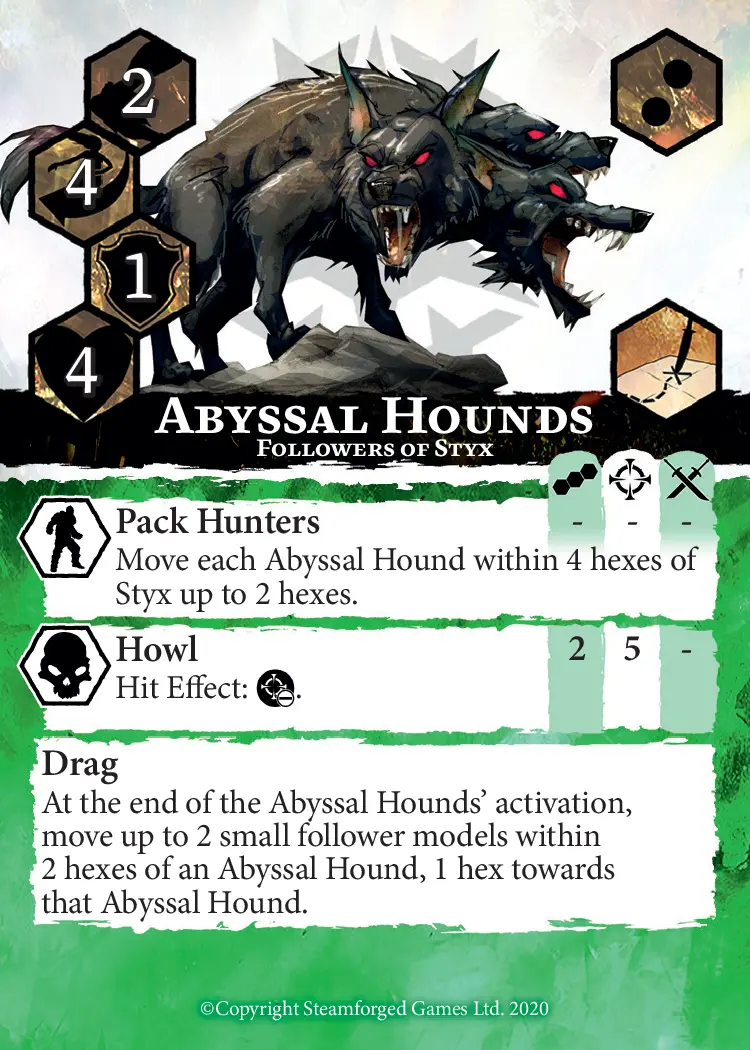 2
4
1
4
Abyssal Hounds
Followers of Styx
Pack Hunters - - -
Move each Abyssal Hound within 4 hexes of
Styx up to 2 hexes.
Howl 2 5 -
Hit Effect: .
Drag
At the end of the Abyssal Hounds’ activation,
move up to 2 small follower models within
2 hexes of an Abyssal Hound, 1 hex towards
that Abyssal Hound.
©Copyright Steamforged Games Ltd. 2020